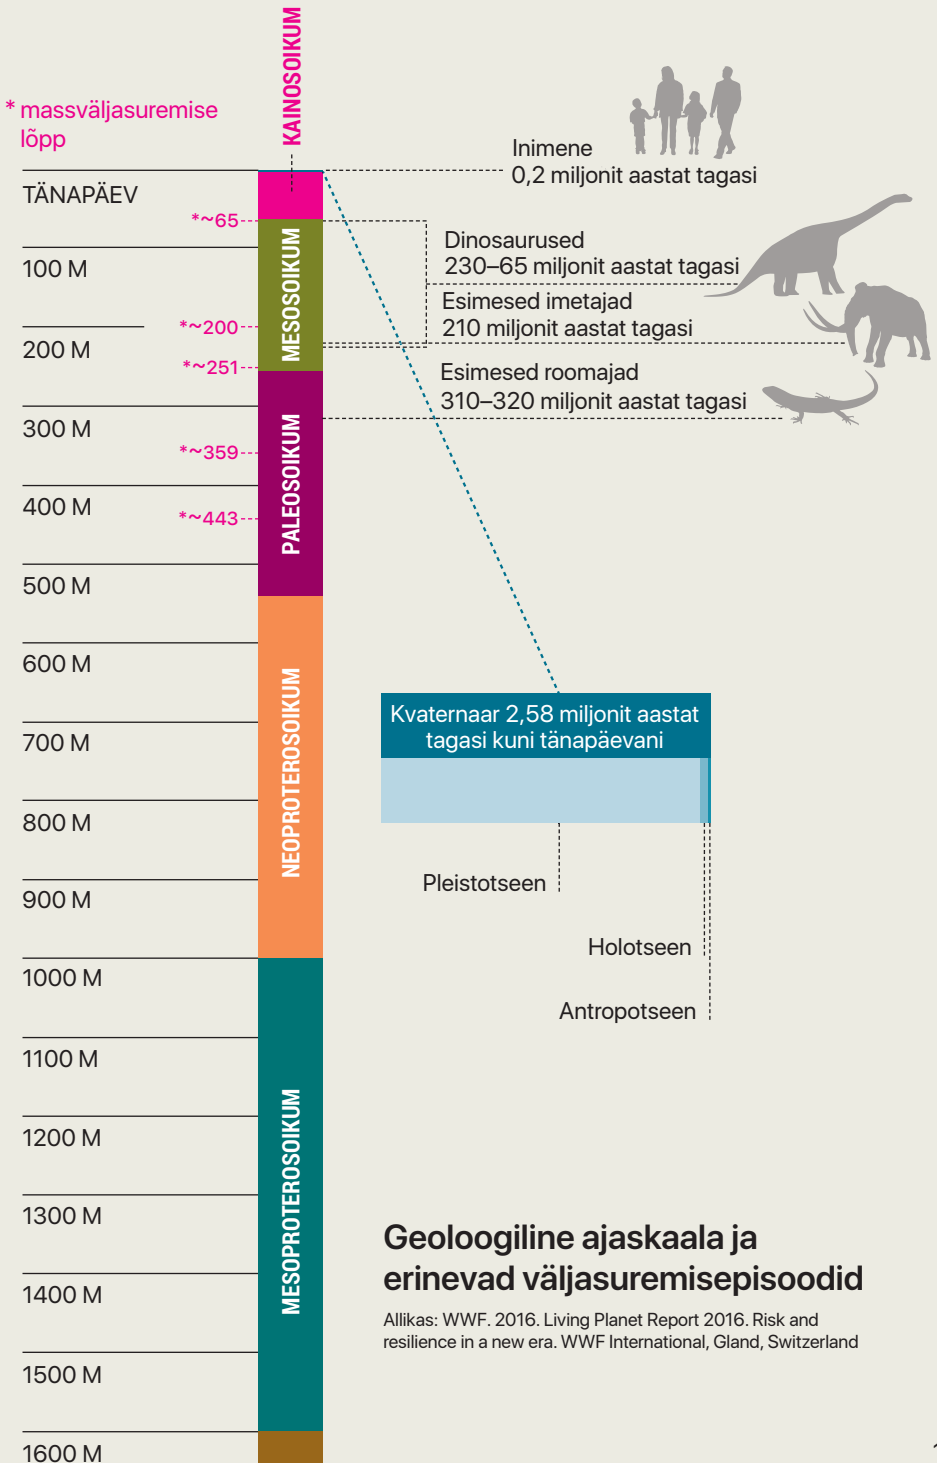 KAINOSOIKUM
* massväljasuremise
lõpp
Inimene
0,2 miljonit aastat tagasi
TÄNAPÄEV
*~65
MESOSOIKUM
Dinosaurused
230–65 miljonit aastat tagasi
100 M
Esimesed imetajad
210 miljonit aastat tagasi
*~200
200 M
*~251
Esimesed roomajad
310–320 miljonit aastat tagasi
300 M
PALEOSOIKUM
*~359
400 M
*~443
500 M
600 M
NEOPROTEROSOIKUM
Kvaternaar 2,58 miljonit aastat
tagasi kuni tänapäevani
700 M
800 M
Pleistotseen
900 M
Holotseen
1000 M
Antropotseen
1100 M
MESOPROTEROSOIKUM
1200 M
1300 M
Geoloogiline ajaskaala ja
erinevad väljasuremisepisoodid
1400 M
Allikas: WWF. 2016. Living Planet Report 2016. Risk and
resilience in a new era. WWF International, Gland, Switzerland
1500 M
1600 M